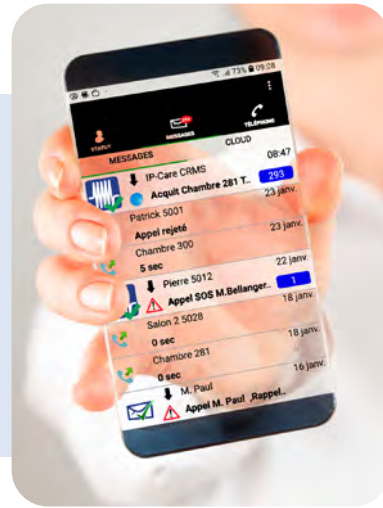 73% 09:08
STATUT
MESSAGES
TÉLÉPHONE
MESSAGES
CLOUD
IP-Care CRMS
08:47
Acquit Chambre 281 T..
293
Patrick 5001
23 janv.
Appel rejeté
Chambre 300
23 janv.
5 sec
Pierre 5012
22 janv.
Appel SOS M.Bellanger..
1
Salon 2 5028
18 janv.
0 sec
Chambre 281
18 janv.
0 sec
M. Paul
16 janv.
Appel M. Paul ,Rappel..